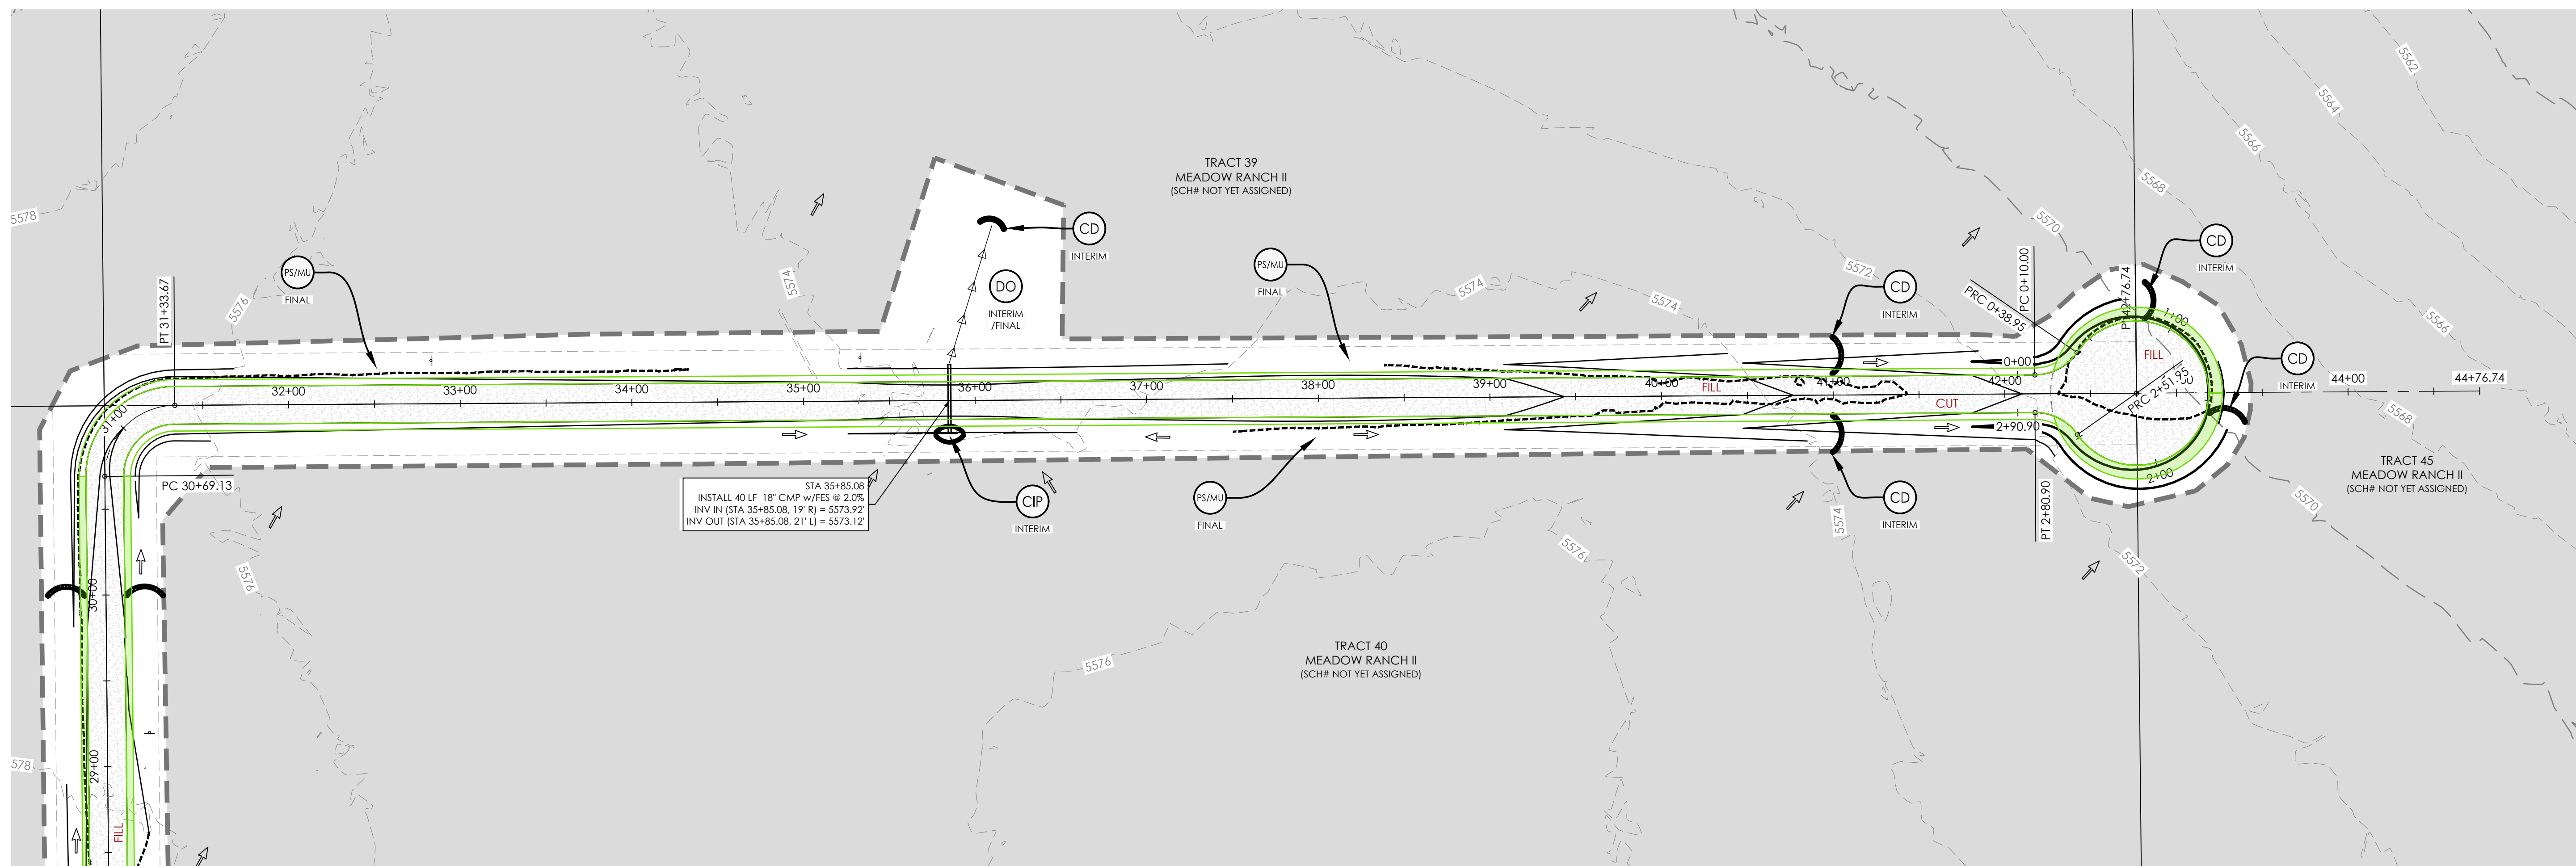 5562
5564
5566
5568
5570
5578
TRACT 39
MEADOW RANCH II
(SCH# NOT YET ASSIGNED)
CD
INTERIM
CD
INTERIM
5572
5574
5574
5574
5576
PS/MU
FINAL
PS/MU
FINAL
DO
INTERIM
/FINAL
CD
INTERIM
PT 31+33.67
PRC 0+38.95
PC 0+10.00
PT 42+76.74
1+00
5566
FILL
CD
INTERIM
0+00
32+00
33+00
34+00
35+00
36+00
37+00
38+00
39+00
40+00
41+00
42+00
44+00
44+76.74
FILL
CUT
PRC 2+51.95
5568
31+00
2+90.90
2+00
PC 30+69.13
STA 35+85.08
INSTALL 40 LF 18" CMP w/FES @ 2.0%
INV IN (STA 35+85.08, 19' R) = 5573.92'
INV OUT (STA 35+85.08, 21' L) = 5573.12'
CIP
INTERIM
PS/MU
FINAL
CD
INTERIM
PT 2+80.90
TRACT 45
MEADOW RANCH II
(SCH# NOT YET ASSIGNED)
5570
5574
5572
5576
5576
30+00
TRACT 40
MEADOW RANCH II
(SCH# NOT YET ASSIGNED)
5576
578
29+00
FILL